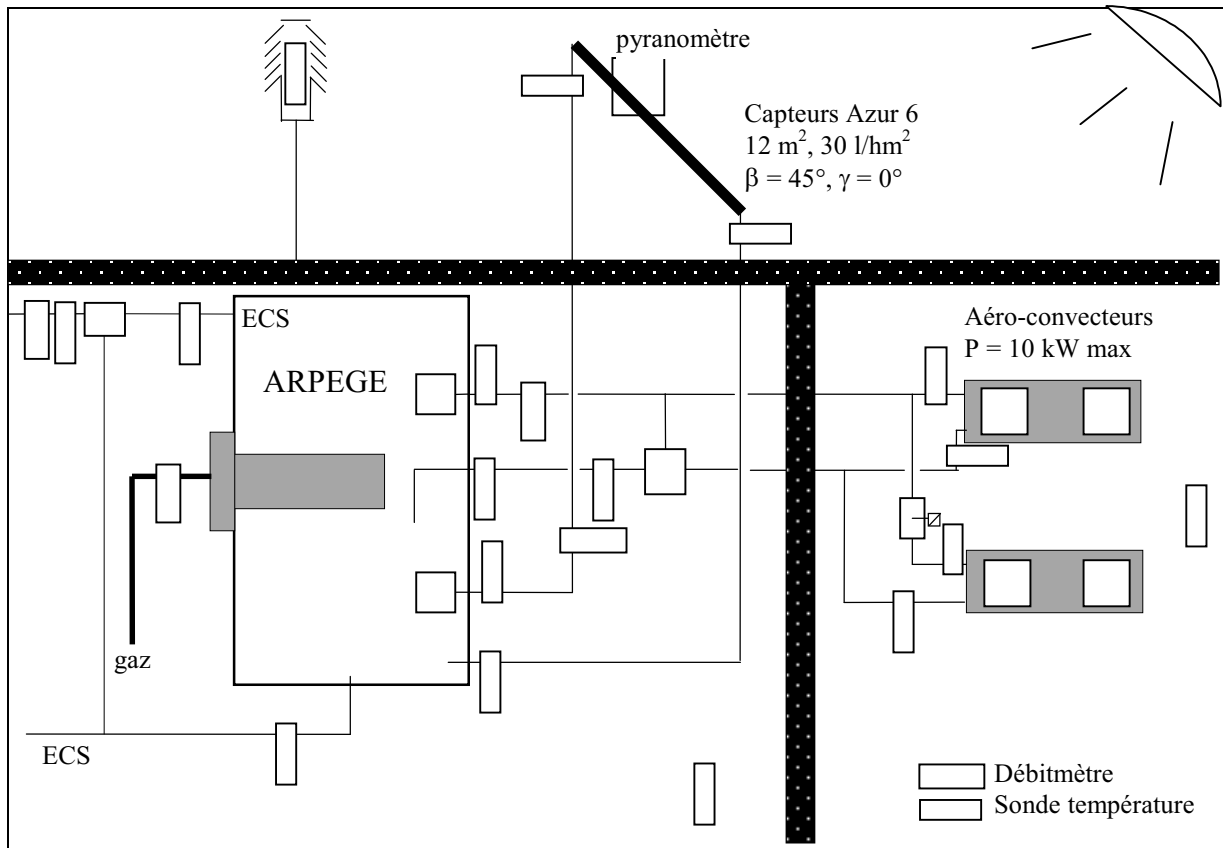 pyranomètre
Capteurs Azur 6
12 m², 30 l/hm²
β = 45°, γ = 0°
ECS
ARPEGE
Aéro-convecteurs
P = 10 kW max
gaz
ECS
Débitmètre
Sonde température